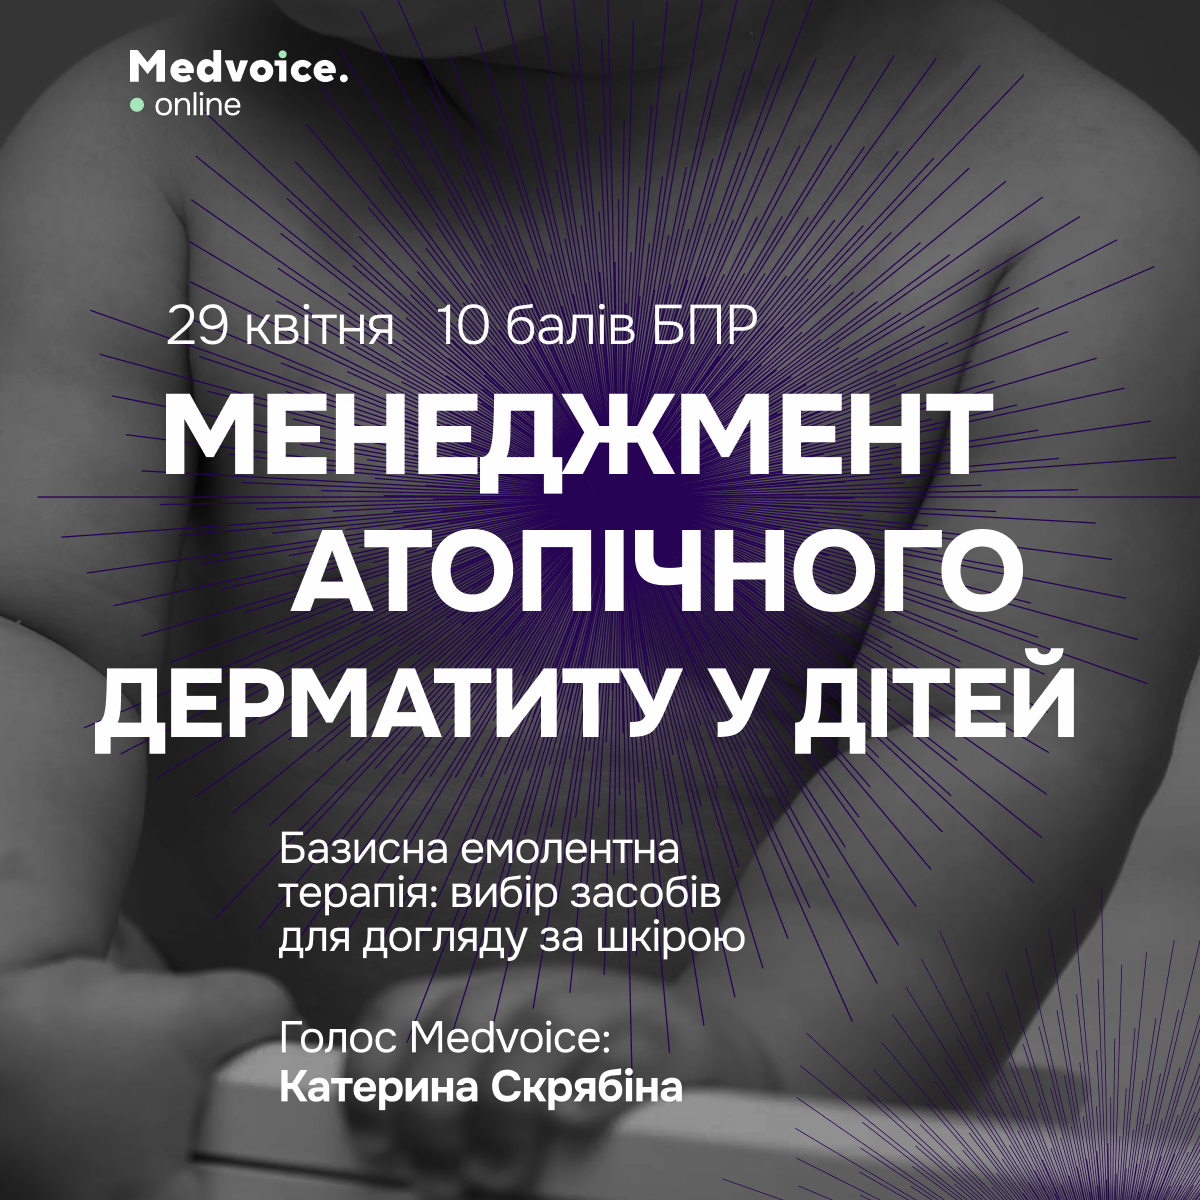 Medvoice.
online
29 квітня 10 балів БПР
МЕНЕДЖМЕНТ
АТОПІЧНОГО
ДЕРМАТИТУ У ДІТЕЙ
Базисна емолентна
терапія: вибір засобів
для догляду за шкірою
Голос Medvoice:
Катерина Скрябіна